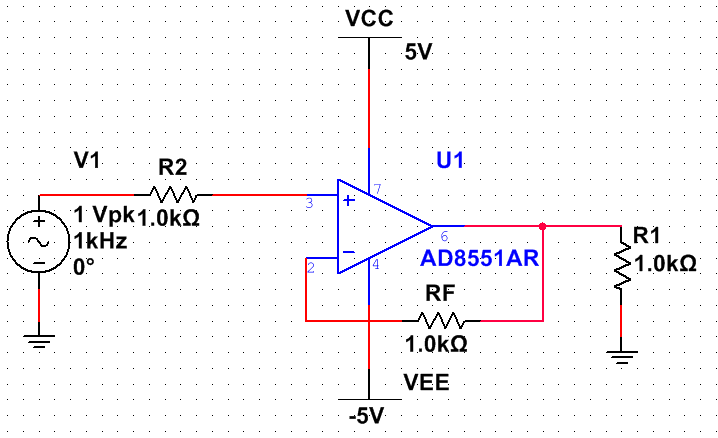 VCC
5V
V1
R2
U1
1 Vpk
1.0kΩ
1kHz
0°
3
7
+
+
−
−
2
4
6
AD8551AR
R1
1.0kΩ
RF
1.0kΩ
VEE
-5V